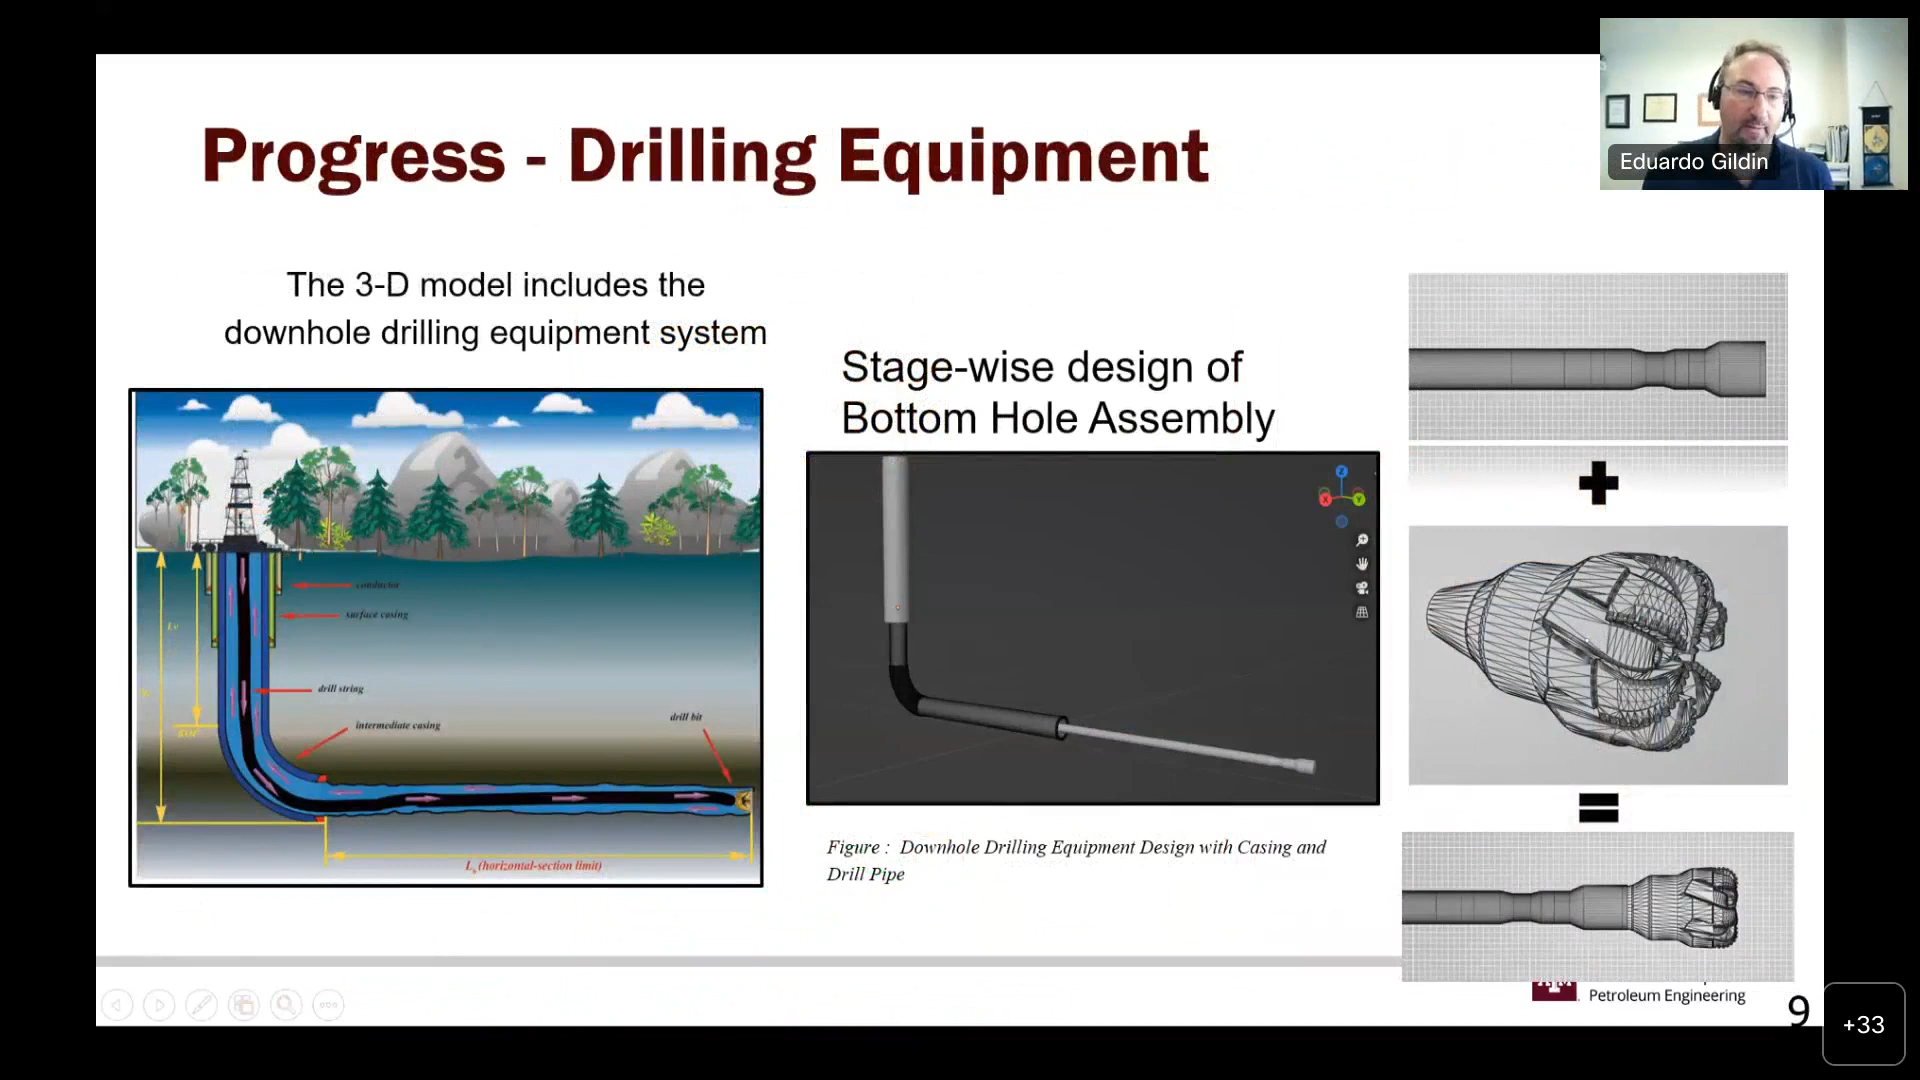 Progress - Drilling Equipment
Eduardo Gildin
The 3-D model includes the
downhole drilling equipment system
Stage-wise design of
Bottom Hole Assembly
conductor
surface casing
drill string
intermediate casing
drill bit
(horizontal-section limit)
Z
X
Y
Figure : Downhole Drilling Equipment Design with Casing and
Drill Pipe
Petroleum Engineering
9
+33